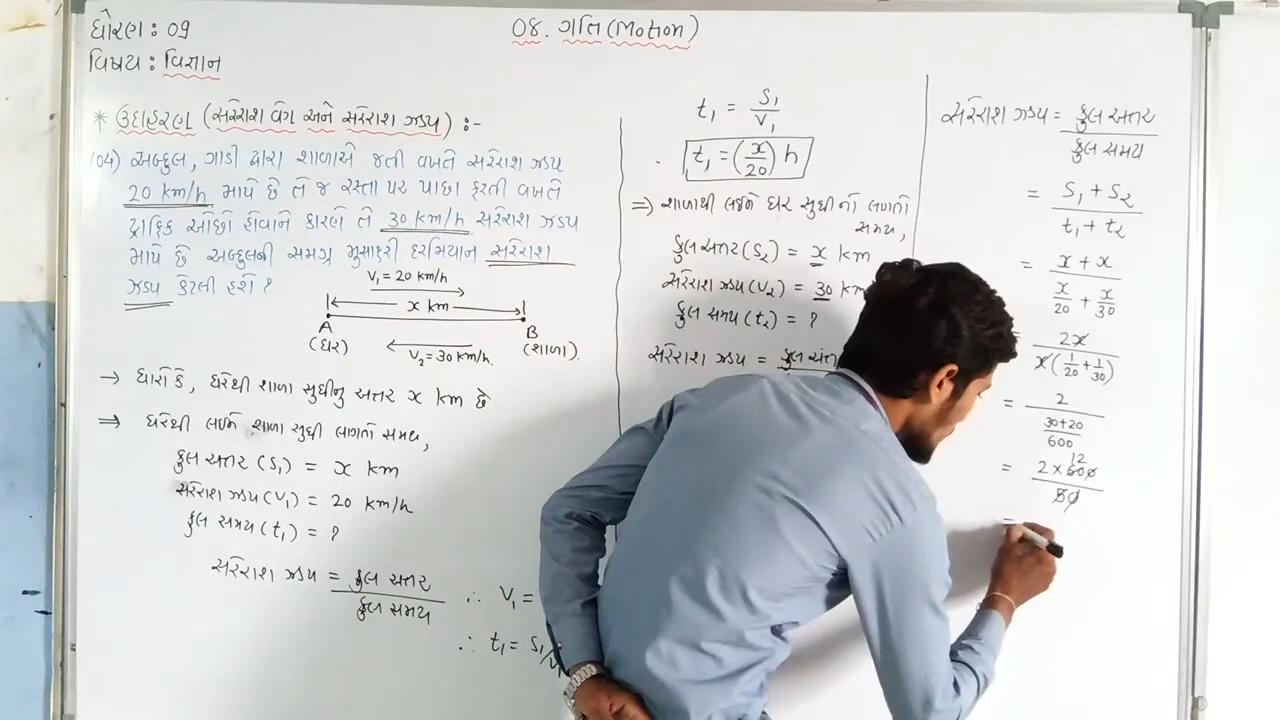 ધોરણ : 09
વિષય : વિજ્ઞાન
08. ગતિ (Motion)
* ઉદાહરણ (સરેરાશ વેગ અને સરેરાશ ઝડપ) :-
(04) અબ્દુલ, ગાડી દ્વારા શાળાએ જતી વખતે સરેરાશ ઝડપ
20 km/h માપે છે તે જ રસ્તા પર પાછા ફરતી વખતે
ટ્રાફિક ઓછો હોવાને કારણે તે 30 km/h સરેરાશ ઝડપ
માપે છે અબ્દુલની સમગ્ર મુસાફરી દરમિયાન સરેરાશ
ઝડપ કેટલી હશે ?
V₁ = 20 km/h
x km
A
B
(ઘર)
(શાળા).
V₂ = 30 km/h.
→ ધારો કે, ઘરેથી શાળા સુધીનુ અંતર x km છે
⇒ ઘરેથી લઈને શાળા સુધી લાગતો સમય,
કુલ અંતર (S₁) = x km
સરેરાશ ઝડપ (V₁) = 20 km/h
કુલ સમય (t₁) = ?
સરેરાશ ઝડપ = કુલ અંતર / કુલ સમય
∴ V₁ =
∴ t₁ = S₁/V₁
t₁ = S₁/V₁
t₁ = (x/20) h
⇒ શાળાથી લઈને ઘર સુધીનો લાગતો
સમય,
કુલ અંતર (S₂) = x km
સરેરાશ ઝડપ (V₂) = 30 km
કુલ સમય (t₂) = ?
સરેરાશ ઝડપ = કુલ અંત
સરેરાશ ઝડપ = કુલ અંતર / કુલ સમય
= S₁ + S₂ / t₁ + t₂
= x + x / x/20 + x/30
= 2x / x(1/20 + 1/30)
= 2 / 30+20/600
= 2 × 600 / 50
12
=